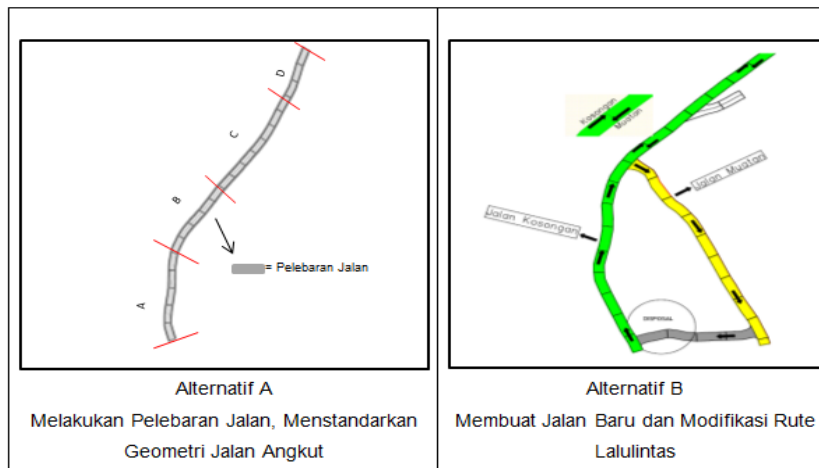 D
C
B
A
= Pelebaran Jalan
Alternatif A
Melakukan Pelebaran Jalan, Menstandarkan
Geometri Jalan Angkut
Kosongan
Muatan
Jalan Muatan
Jalan Kosongan
DISPOSAL
Alternatif B
Membuat Jalan Baru dan Modifikasi Rute
Lalulintas